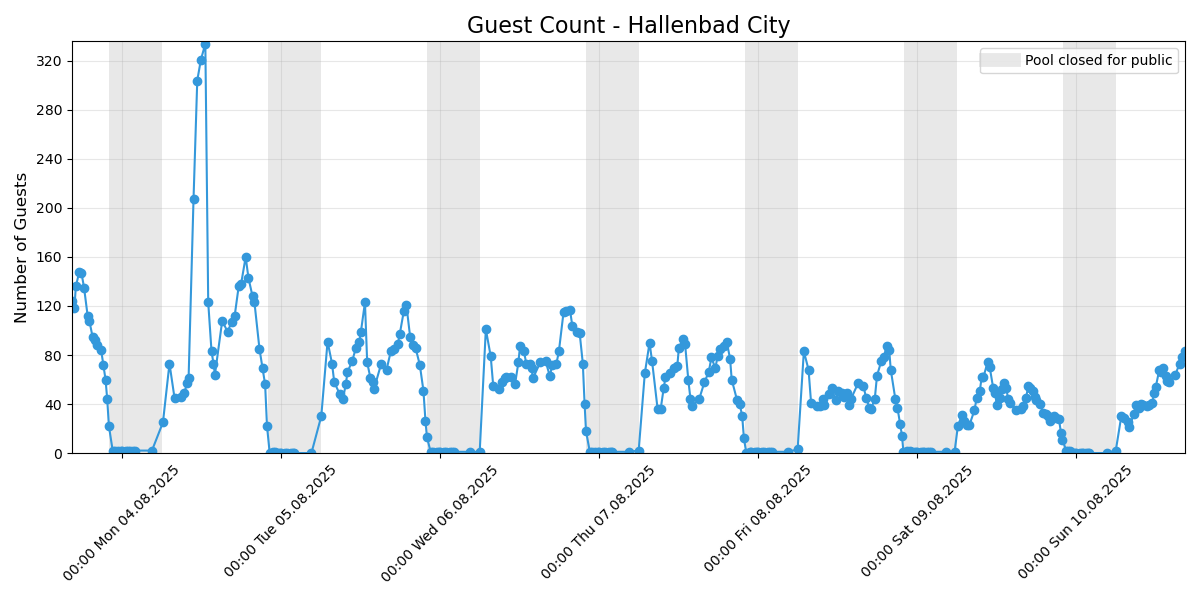 Guest Count - Hallenbad City
Pool closed for public
Number of Guests
320
280
240
200
160
120
80
40
0
00:00 Mon 04.08.2025
00:00 Tue 05.08.2025
00:00 Wed 06.08.2025
00:00 Thu 07.08.2025
00:00 Fri 08.08.2025
00:00 Sat 09.08.2025
00:00 Sun 10.08.2025